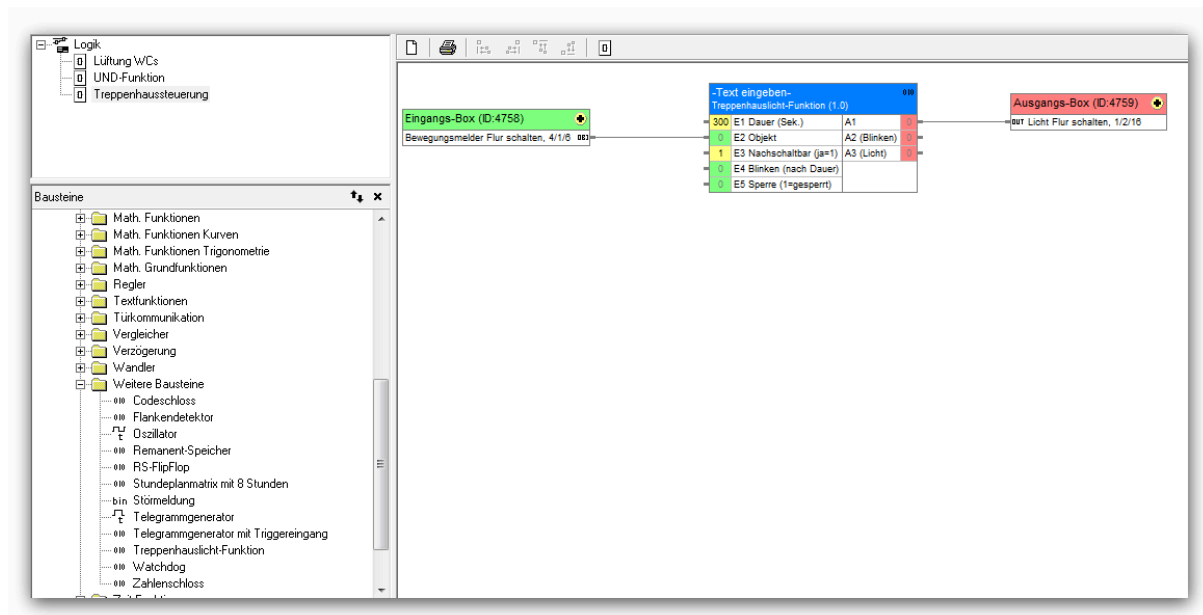 Logik
Lüftung WCs
UND-Funktion
Treppenhaussteuerung
Bausteine
Math. Funktionen
Math. Funktionen Kurven
Math. Funktionen Trigonometrie
Math. Grundfunktionen
Regler
Textfunktionen
Türkommunikation
Vergleicher
Verzögerung
Wandler
Weitere Bausteine
Codeschloss
Flankendetektor
Oszillator
Remanent-Speicher
RS-FlipFlop
Stundeplanmatrix mit 8 Stunden
bin Störmeldung
Telegrammgenerator
Telegrammgenerator mit Triggereingang
Treppenhauslicht-Funktion
Watchdog
Zahlenschloss
Eingangs-Box (ID:4758)
Bewegungsmelder Flur schalten, 4/1/6 OBJ
-Text eingeben-
Treppenhauslicht-Funktion (1.0)
300 E1 Dauer (Sek.) A1 0
0 E2 Objekt A2 (Blinken) 0
1 E3 Nachschaltbar (ja=1) A3 (Licht) 0
0 E4 Blinken (nach Dauer)
0 E5 Sperre (1=gesperrt)
Ausgangs-Box (ID:4759)
OUT Licht Flur schalten, 1/2/16